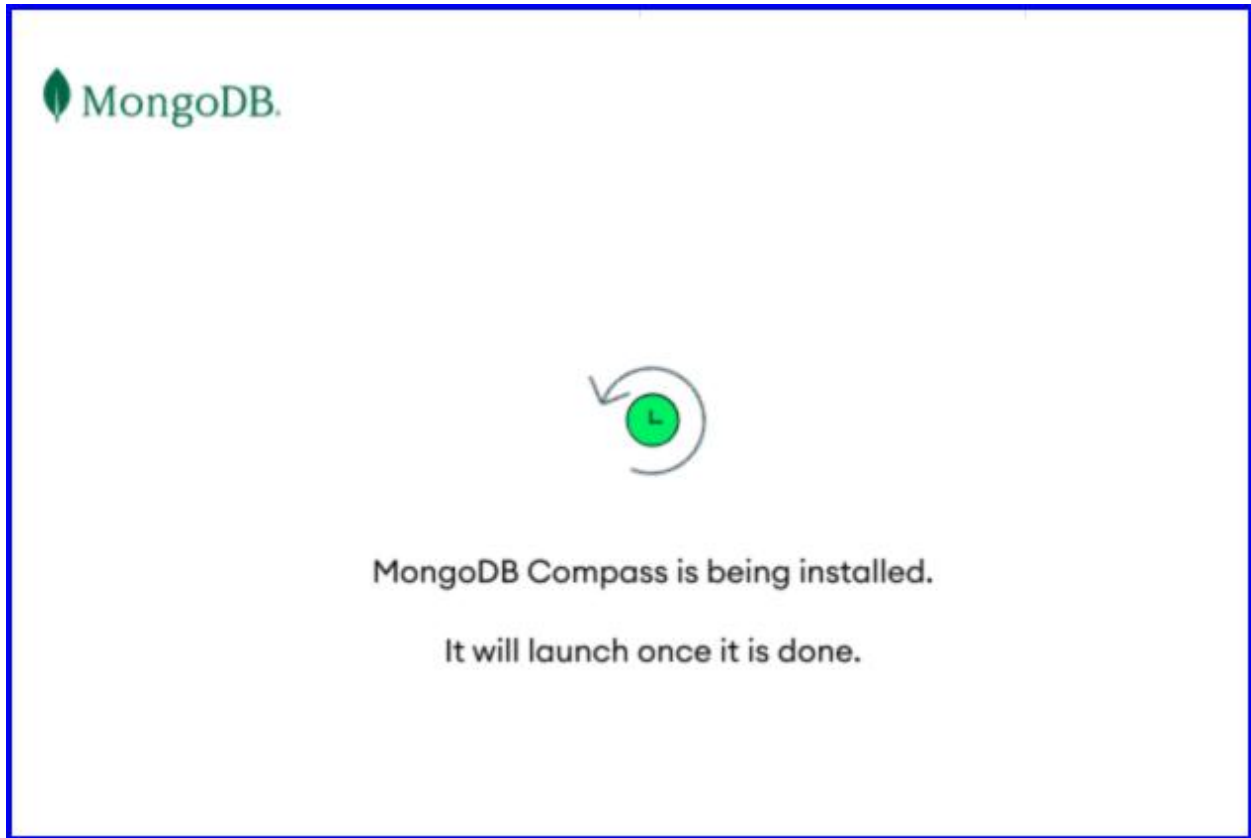 MongoDB.
MongoDB Compass is being installed.
It will launch once it is done.